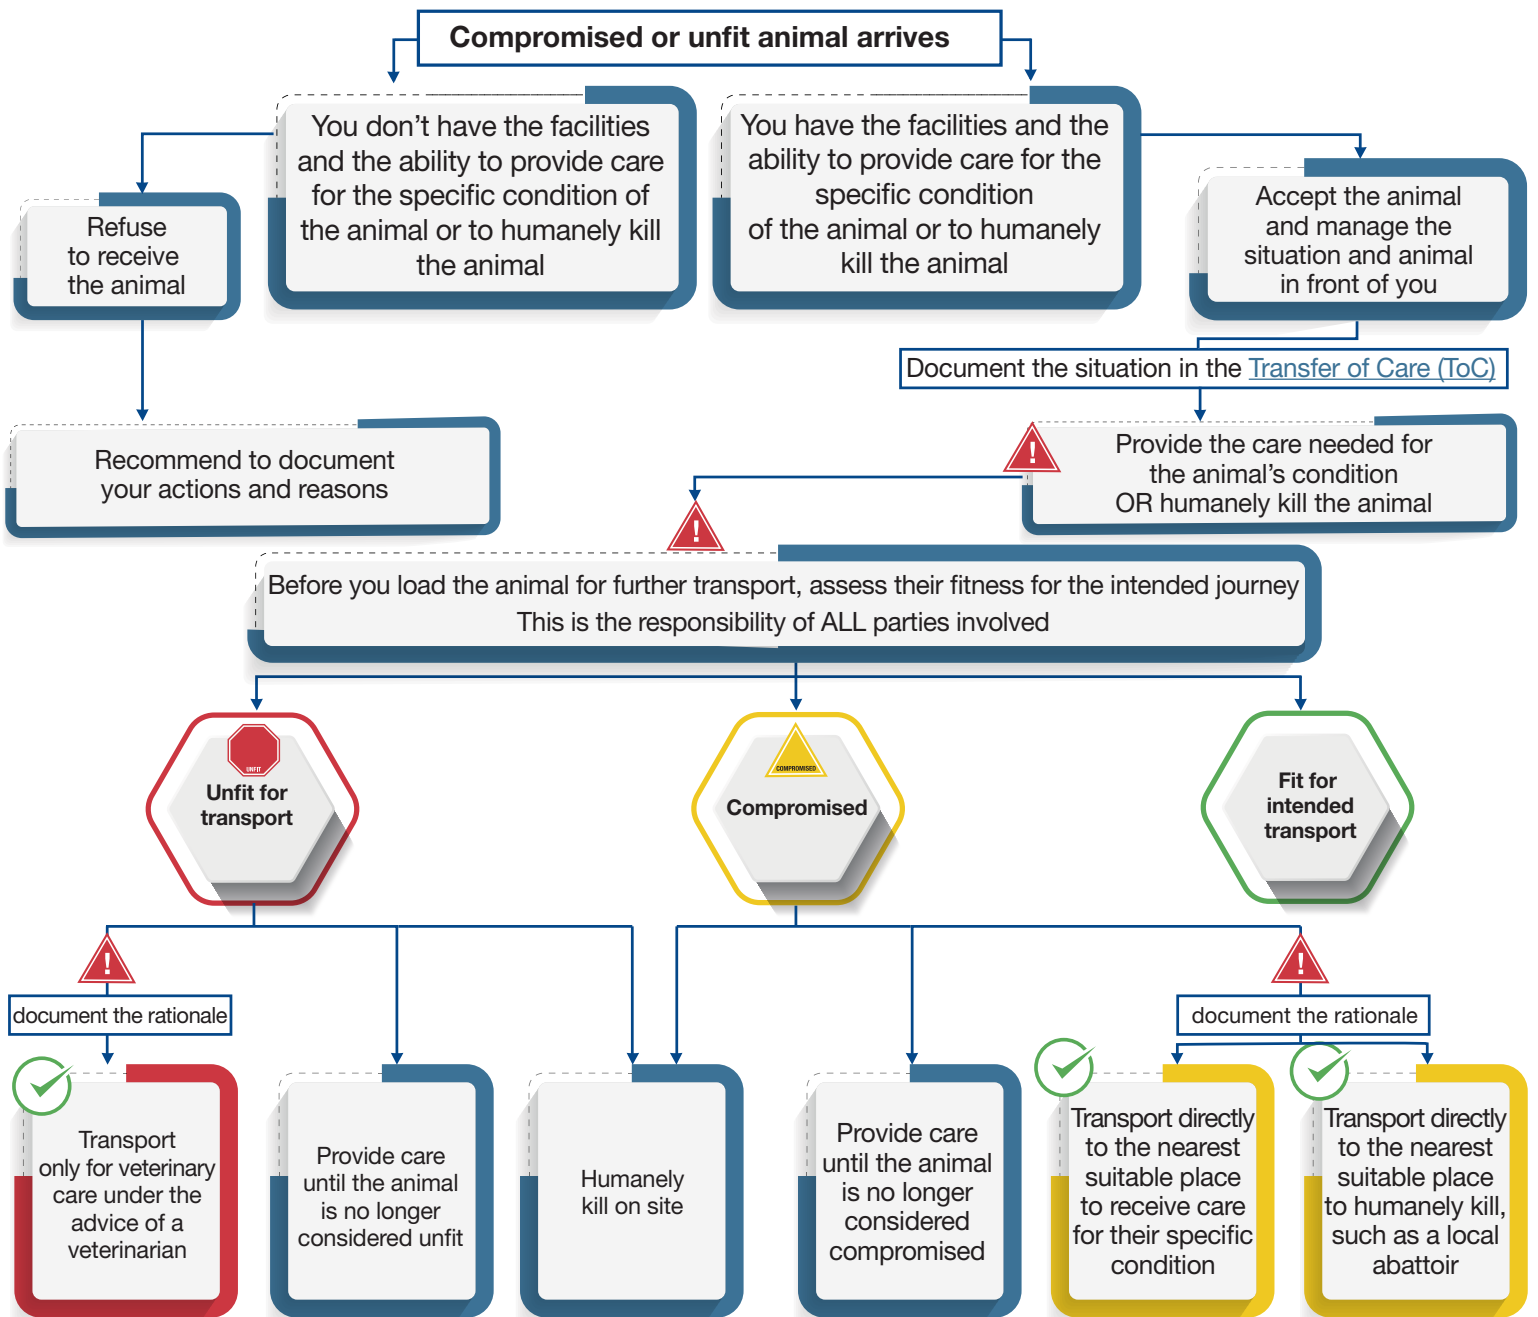 Compromised or unfit animal arrives
You don’t have the facilities
and the ability to provide care
for the specific condition of
the animal or to humanely kill
the animal
You have the facilities and the
ability to provide care for the
specific condition
of the animal or to humanely
kill the animal
Refuse
to receive
the animal
Accept the animal
and manage the
situation and animal
in front of you
Document the situation in the Transfer of Care (ToC)
Recommend to document
your actions and reasons
!
Provide the care needed for
the animal’s condition
OR humanely kill the animal
!
Before you load the animal for further transport, assess their fitness for the intended journey
This is the responsibility of ALL parties involved
UNFIT
Unfit for
transport
COMPROMISED
Compromised
Fit for
intended
transport
!
document the rationale
!
document the rationale
Transport
only for veterinary
care under the
advice of a
veterinarian
Provide care
until the animal
is no longer
considered unfit
Humanely
kill on site
Provide care
until the animal
is no longer
considered
compromised
Transport directly
to the nearest
suitable place
to receive care
for their specific
condition
Transport directly
to the nearest
suitable place
to humanely kill,
such as a local
abattoir